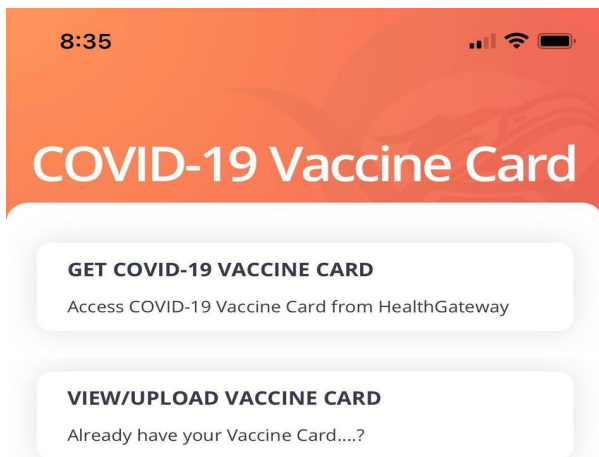 8:35
COVID-19 Vaccine Card
GET COVID-19 VACCINE CARD
Access COVID-19 Vaccine Card from HealthGateway
VIEW/UPLOAD VACCINE CARD
Already have your Vaccine Card....?